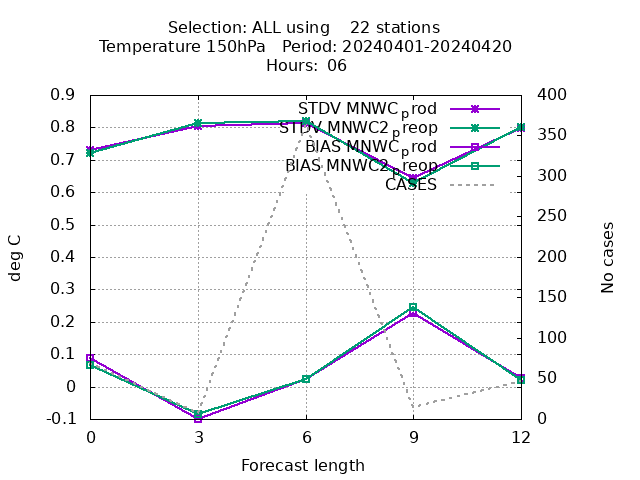 Selection: ALL using    22 stations
Temperature 150hPa   Period: 20240401-20240420
Hours:  06
0.9
0.8
0.7
0.6
0.5
0.4
0.3
0.2
0.1
0
-0.1
deg C
STDV MNWC_prod
STDV MNWC2_preop
BIAS MNWC_prod
BIAS MNWC2_preop
CASES
400
350
300
250
200
150
100
50
0
No cases
0 3 6 9 12
Forecast length